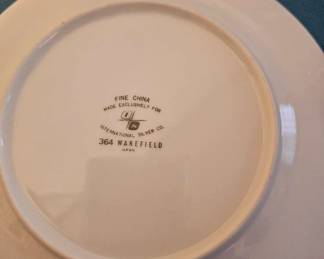 FINE CHINA
MADE EXCLUSIVELY FOR
INTERNATIONAL SILVER CO.
364 WAKEFIELD
JAPAN